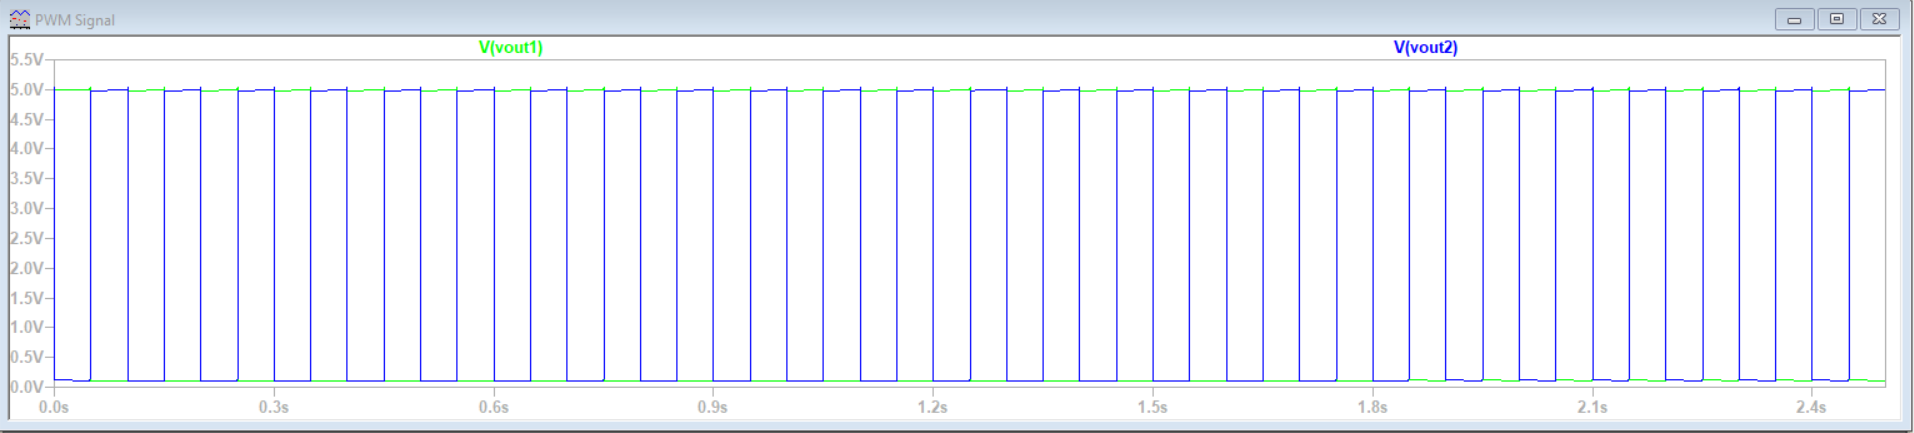 PWM Signal
V(vout1) V(vout2)
5.5V
5.0V
4.5V
4.0V
3.5V
3.0V
2.5V
2.0V
1.5V
1.0V
0.5V
0.0V
0.0s 0.3s 0.6s 0.9s 1.2s 1.5s 1.8s 2.1s 2.4s